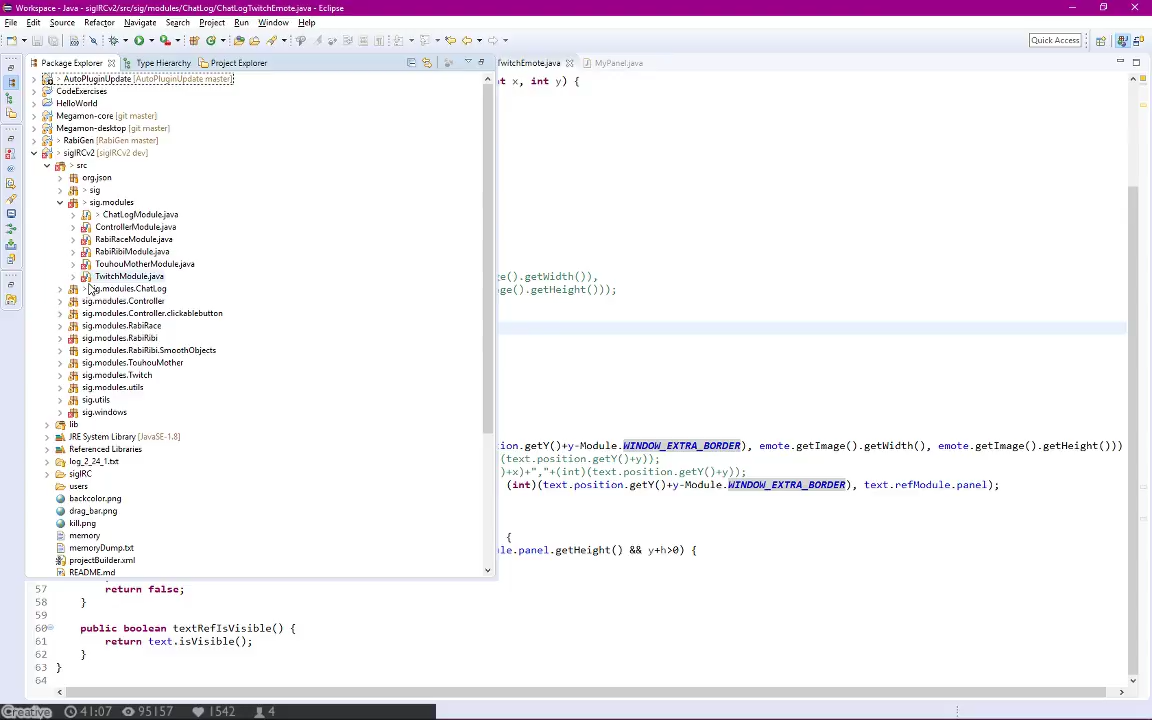 Workspace - Java - sigIRCv2/src/sig/modules/ChatLog/ChatLogTwitchEmote.java - Eclipse
File Edit Source Refactor Navigate Search Project Run Window Help
Quick Access
Package Explorer Type Hierarchy Project Explorer
TwitchEmote.java MyPanel.java
> AutoPluginUpdate [AutoPluginUpdate master]
nt x, int y) {
CodeExercises
HelloWorld
Megamon-core [git master]
Megamon-desktop [git master]
> RabiGen [RabiGen master]
> sigIRCv2 [sigIRCv2 dev]
> src
org.json
> sig
> sig.modules
> ChatLogModule.java
ControllerModule.java
RabiRaceModule.java
RabiRibiModule.java
TouhouMotherModule.java
TwitchModule.java
ge().getWidth()),
> sig.modules.ChatLog
ge().getHeight()));
sig.modules.Controller
sig.modules.Controller.clickablebutton
sig.modules.RabiRace
sig.modules.RabiRibi
sig.modules.RabiRibi.SmoothObjects
sig.modules.TouhouMother
sig.modules.Twitch
sig.modules.utils
sig.utils
sig.windows
lib
JRE System Library [JavaSE-1.8]
ion.getY()+y-Module.WINDOW_EXTRA_BORDER), emote.getImage().getWidth(), emote.getImage().getHeight()))
Referenced Libraries
(text.position.getY()+y));
log_2_24_1.txt
)+x)+","+(int)(text.position.getY()+y));
sigIRC
users
(int)(text.position.getY()+y-Module.WINDOW_EXTRA_BORDER), text.refModule.panel);
backcolor.png
drag_bar.png
kill.png
memory
{
memoryDump.txt
le.panel.getHeight() && y+h>0) {
projectBuilder.xml
README.md
57 return false;
58 }
59
60 public boolean textRefIsVisible() {
61 return text.isVisible();
62 }
63 }
64
Creative 41:07 95157 1542 4